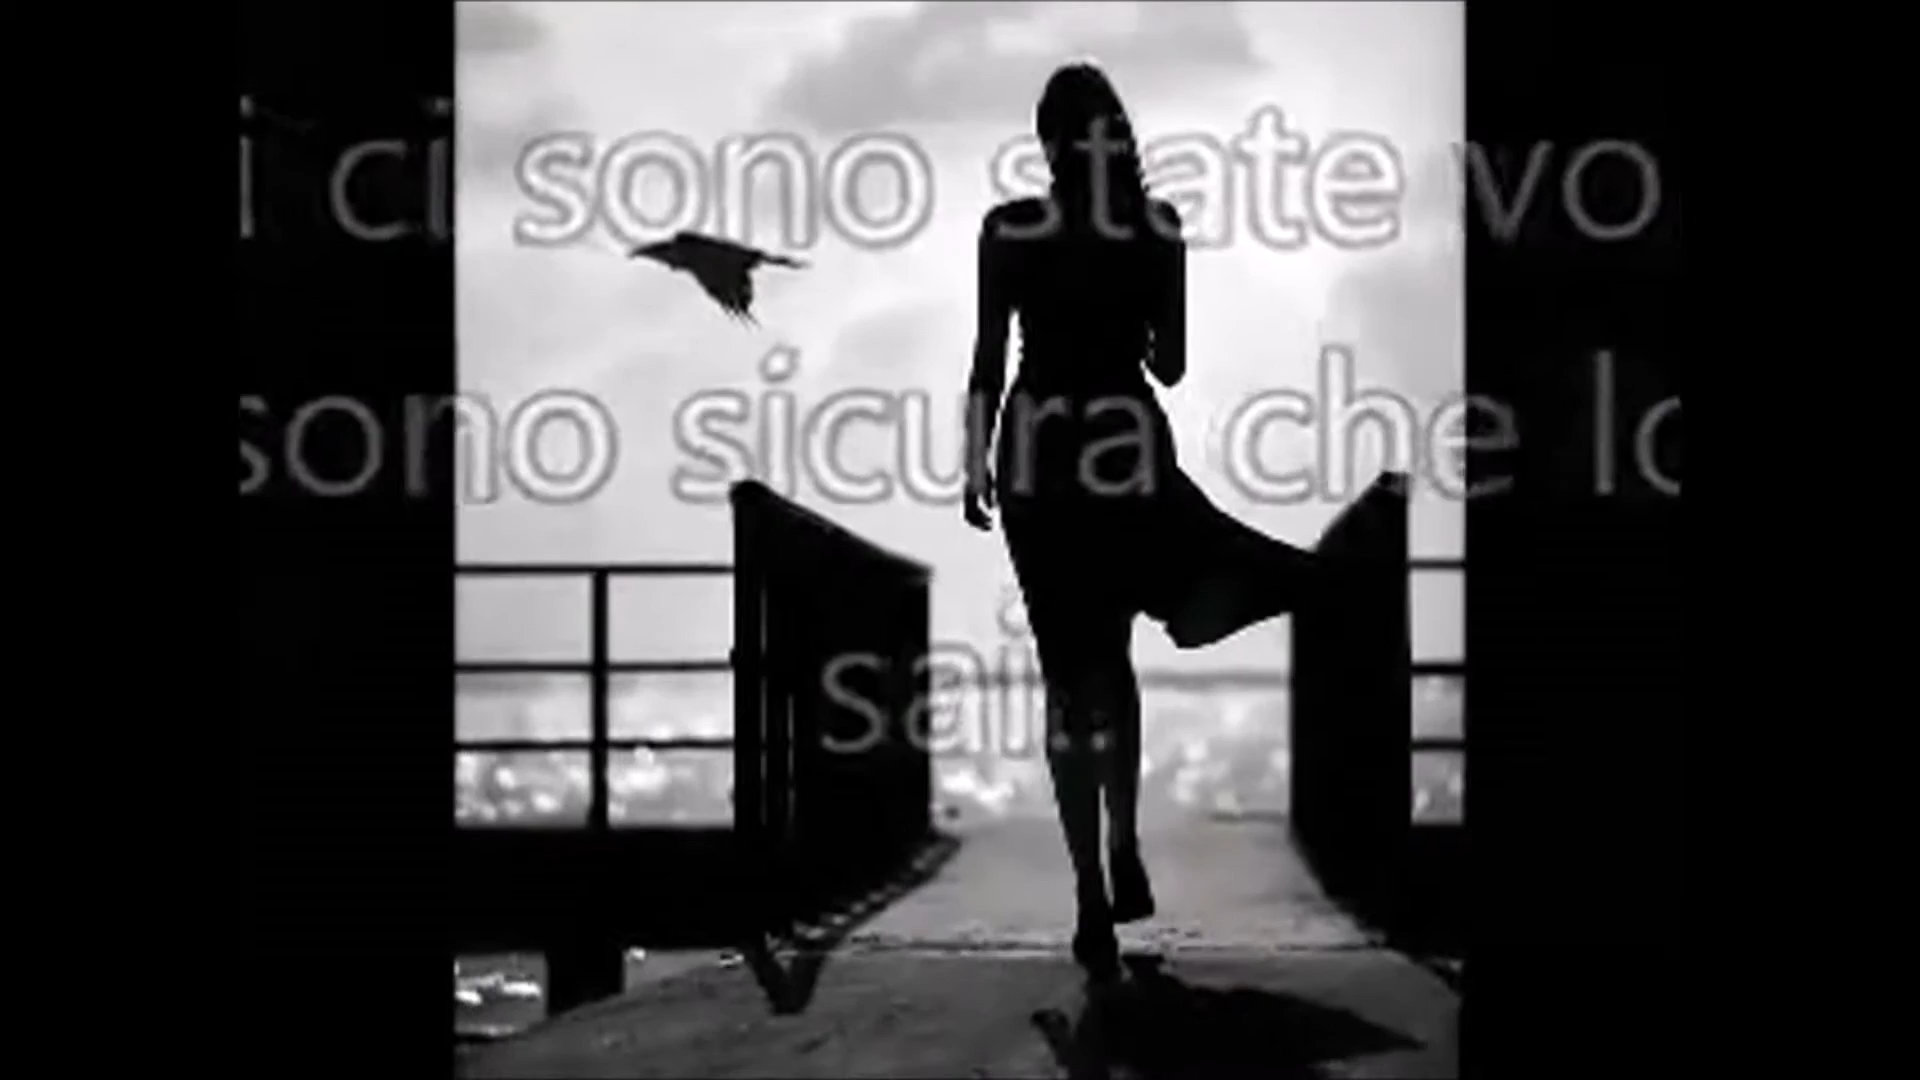 i ci sono state vo
sono sicura che lo
sai...